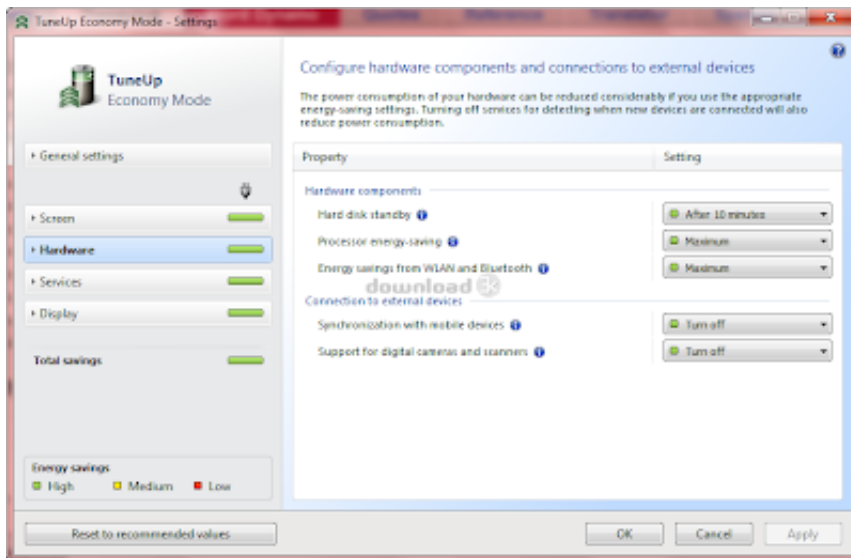 TuneUp Economy Mode - Settings
Quotes
Reference
Translator
TuneUp
Economy Mode
Configure hardware components and connections to external devices
The power consumption of your hardware can be reduced considerably if you use the appropriate
energy-saving settings. Turning off services for detecting when new devices are connected will also
reduce power consumption.
General settings
Screen
Hardware
Services
Display
Total savings
Property Setting
Hardware components
Hard disk standby After 10 minutes
Processor energy-saving Maximum
Energy savings from WLAN and Bluetooth Maximum
download 3k
Connection to external devices
Synchronization with mobile devices Turn off
Support for digital cameras and scanners Turn off
Energy savings
High Medium Low
Reset to recommended values OK Cancel Apply